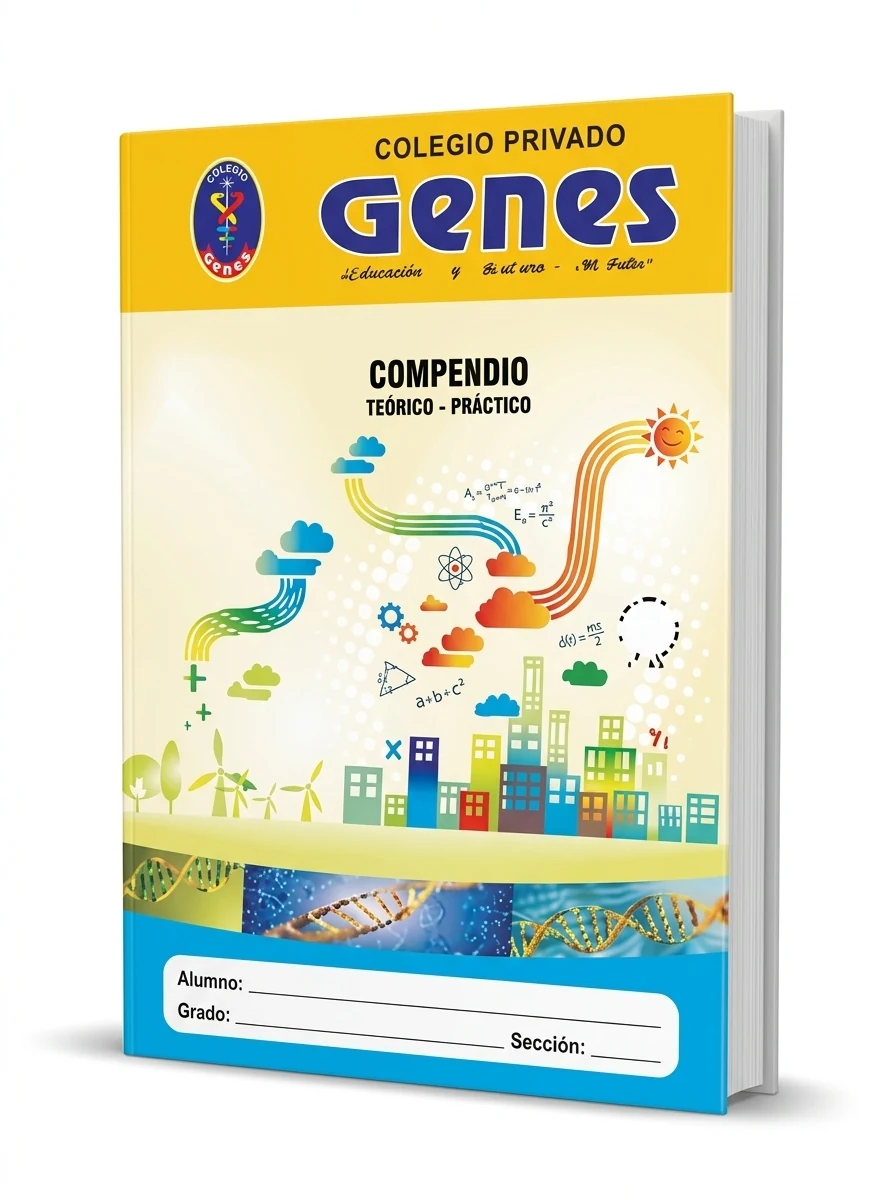 COLEGIO PRIVADO
COLEGIO
GENES
Genes
"Educación y
COMPENDIO
TEÓRICO - PRÁCTICO
a+b÷c²
x
Alumno:
Grado:
Sección: